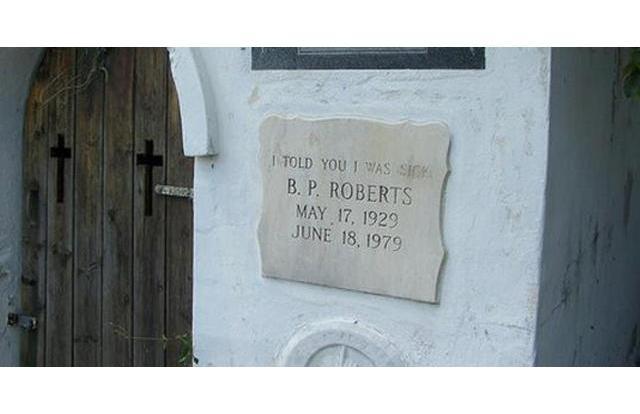 I TOLD YOU I WAS SICK
B. P. ROBERTS
MAY 17, 1929
JUNE 18, 1979